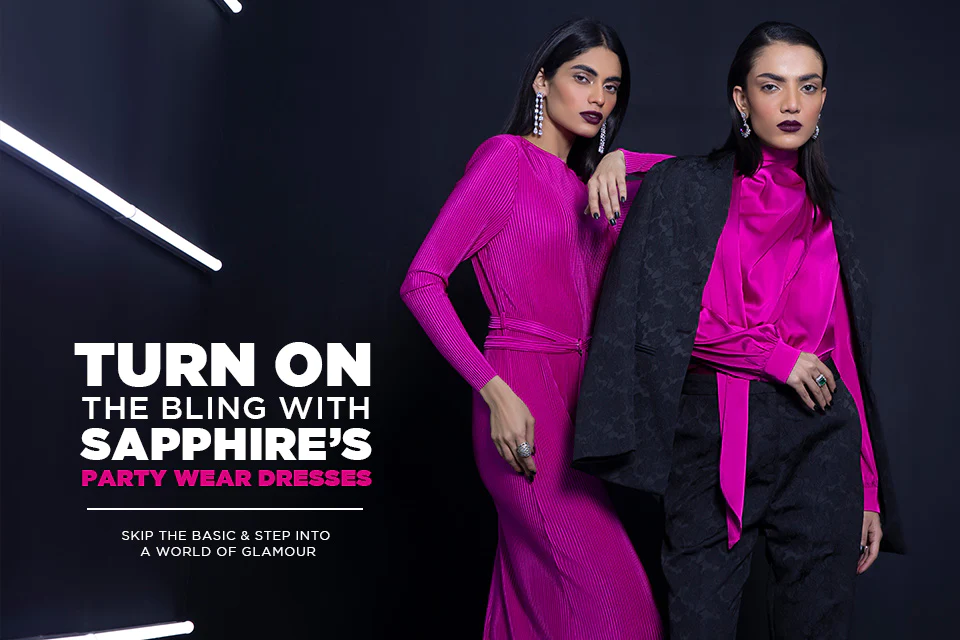 TURN ON
THE BLING WITH
SAPPHIRE'S
PARTY WEAR DRESSES
SKIP THE BASIC & STEP INTO
A WORLD OF GLAMOUR